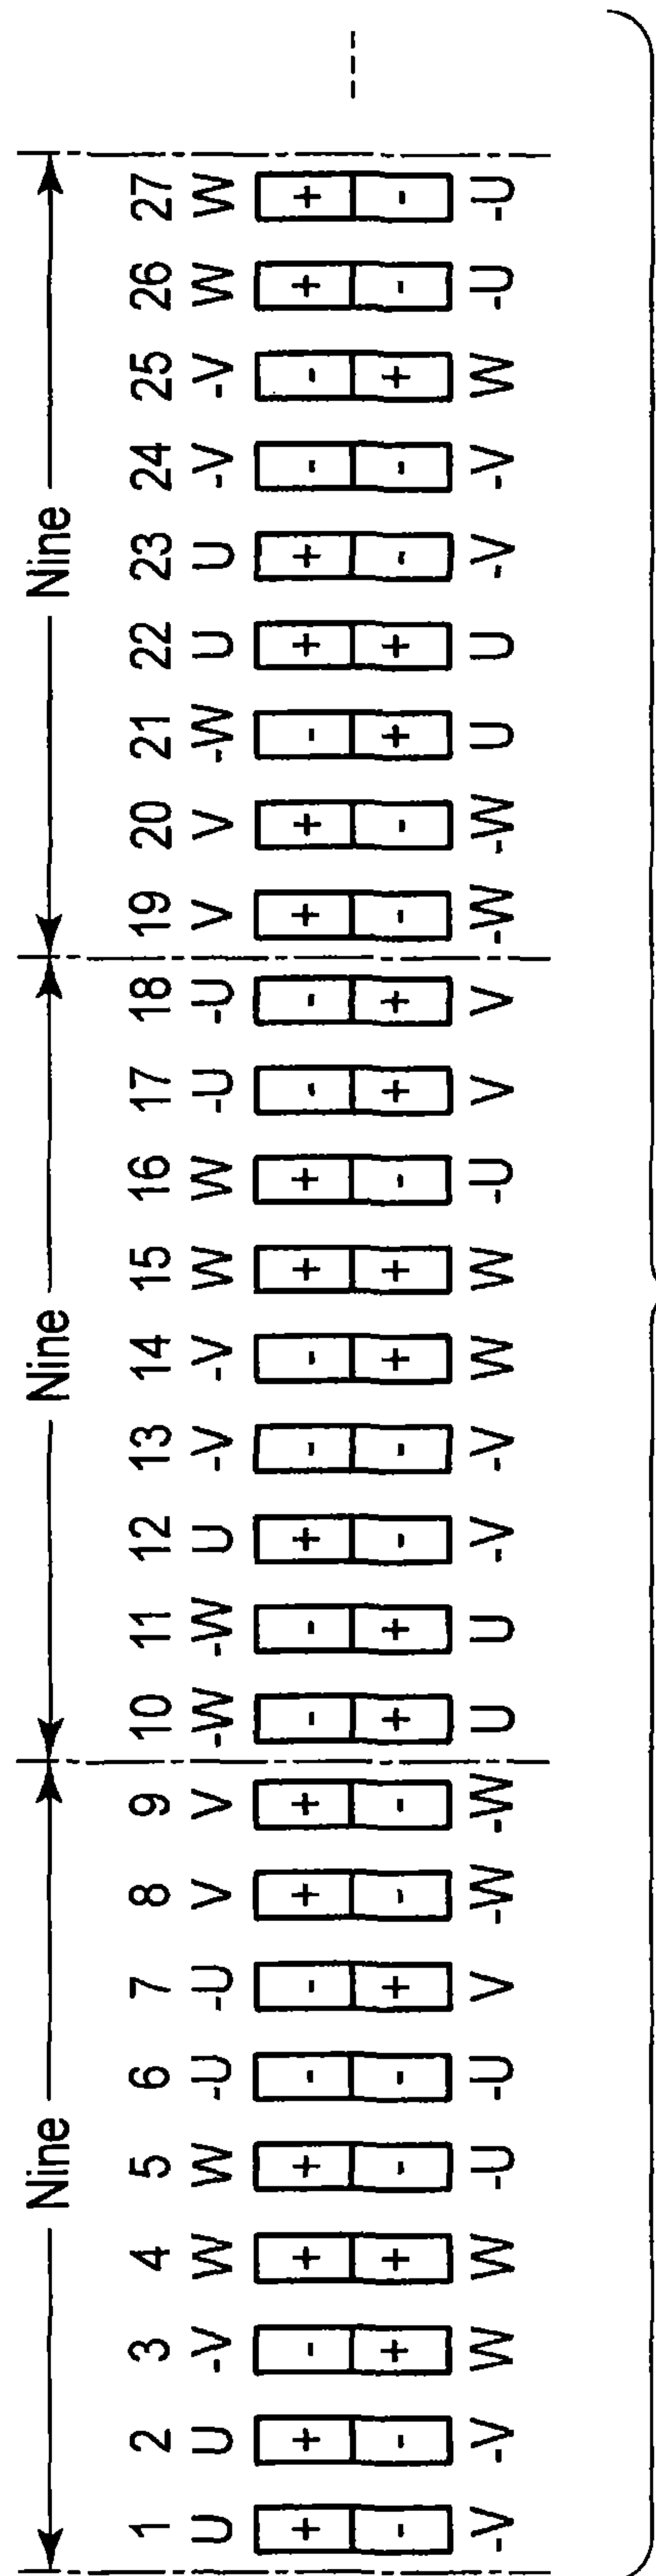 Nine Nine Nine
1 2 3 4 5 6 7 8 9 10 11 12 13 14 15 16 17 18 19 20 21 22 23 24 25 26 27
U U -V W W -U -U V V -W -W U -V -V W W -U -U V V -W U U -V -V W W
+ + - + + - - + + - - + - - + + - - + + - + + - - + +
- - + + - - + - - + + - - + + - + + - - + + - - + - -
-V -V W W -U -U V -W -W U U -V -V W W -U V V -W -W U U -V -V W -U -U